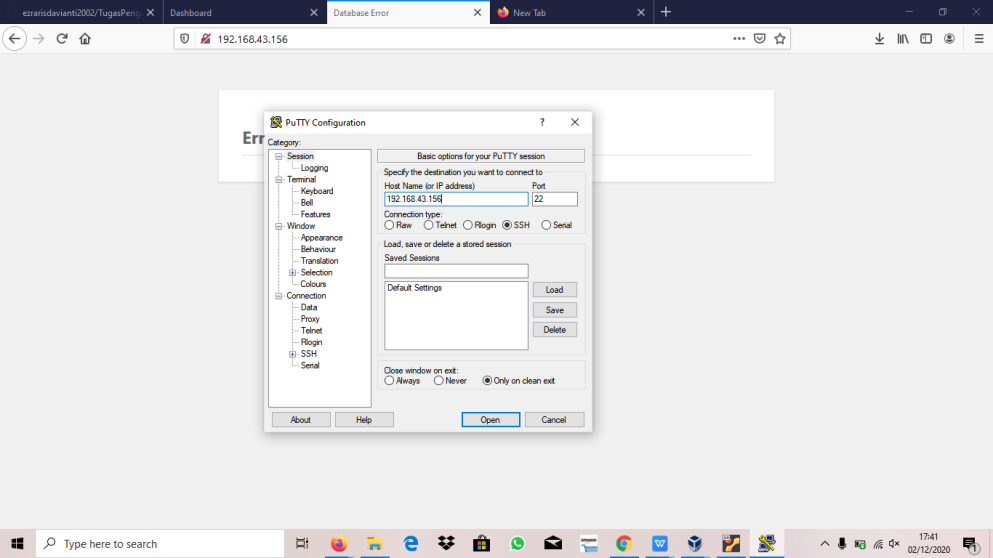 ezrarisdavianti2002/TugasPeng
Dashboard
Database Error
New Tab
192.168.43.156
Err
PuTTY Configuration
?
Category:
Session
Logging
Terminal
Keyboard
Bell
Features
Window
Appearance
Behaviour
Translation
Selection
Colours
Connection
Data
Proxy
Telnet
Rlogin
SSH
Serial
Basic options for your PuTTY session
Specify the destination you want to connect to
Host Name (or IP address) Port
192.168.43.156 22
Connection type:
Raw Telnet Rlogin SSH Serial
Load, save or delete a stored session
Saved Sessions
Default Settings
Load
Save
Delete
Close window on exit:
Always Never Only on clean exit
About Help Open Cancel
Type here to search
17:41
02/12/2020
1